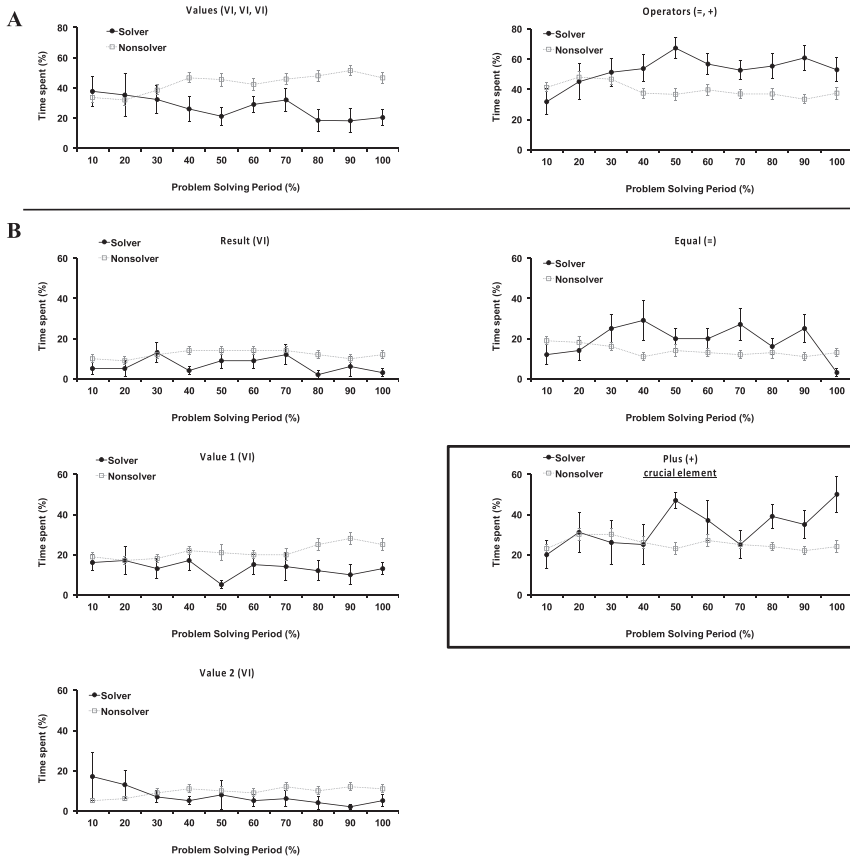 A
Values (VI, VI, VI)
Solver
Nonsolver
Time spent (%)
80
60
40
20
0
10 20 30 40 50 60 70 80 90 100
Problem Solving Period (%)
Operators (=, +)
Solver
Nonsolver
Time spent (%)
80
60
40
20
0
10 20 30 40 50 60 70 80 90 100
Problem Solving Period (%)
B
Result (VI)
Solver
Nonsolver
Time spent (%)
60
40
20
0
10 20 30 40 50 60 70 80 90 100
Problem Solving Period (%)
Equal (=)
Solver
Nonsolver
Time spent (%)
60
40
20
0
10 20 30 40 50 60 70 80 90 100
Problem Solving Period (%)
Value 1 (VI)
Solver
Nonsolver
Time spent (%)
60
40
20
0
10 20 30 40 50 60 70 80 90 100
Problem Solving Period (%)
Plus (+)
crucial element
Solver
Nonsolver
Time spent (%)
60
40
20
0
10 20 30 40 50 60 70 80 90 100
Problem Solving Period (%)
Value 2 (VI)
Solver
Nonsolver
Time spent (%)
60
40
20
0
10 20 30 40 50 60 70 80 90 100
Problem Solving Period (%)